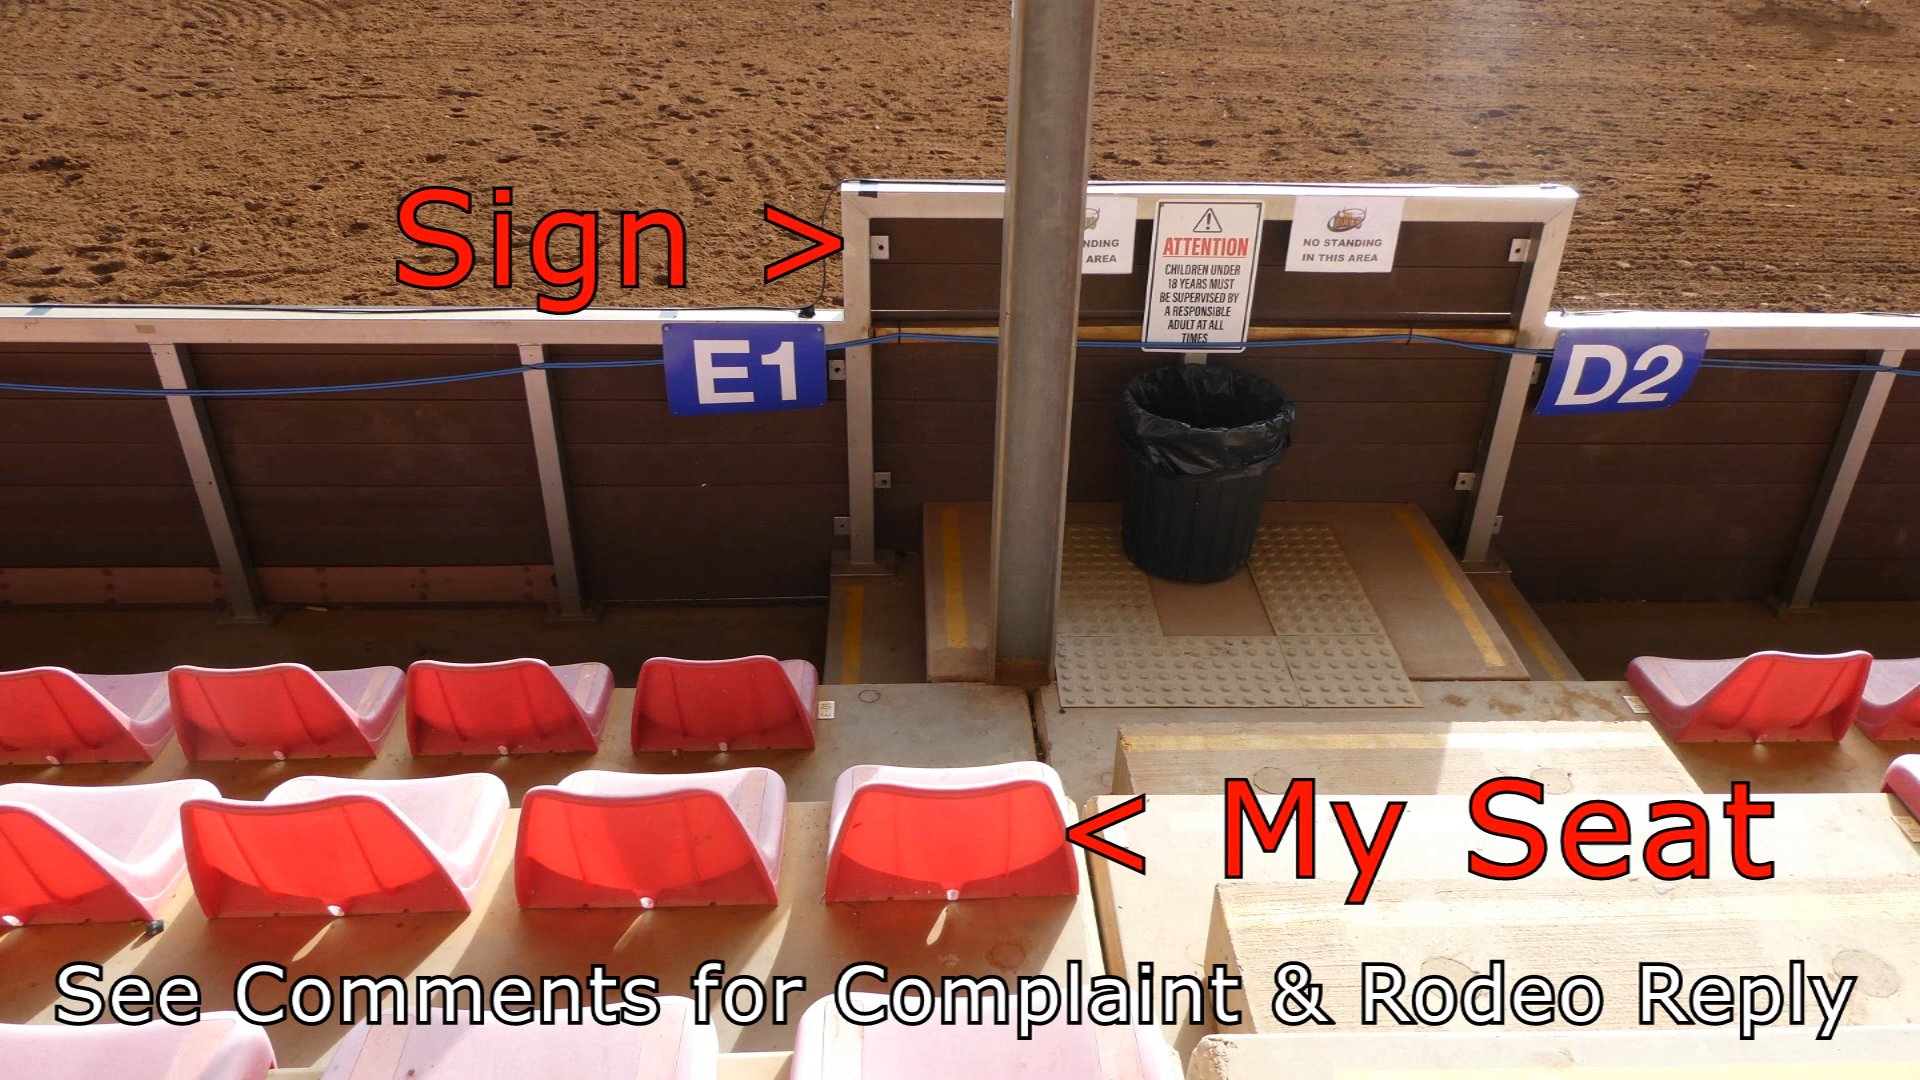 Sign >
NDING
AREA
ATTENTION
CHILDREN UNDER
18 YEARS MUST
BE SUPERVISED BY
A RESPONSIBLE
ADULT AT ALL
TIMES
NO STANDING
IN THIS AREA
E1
D2
< My Seat
See Comments for Complaint & Rodeo Reply